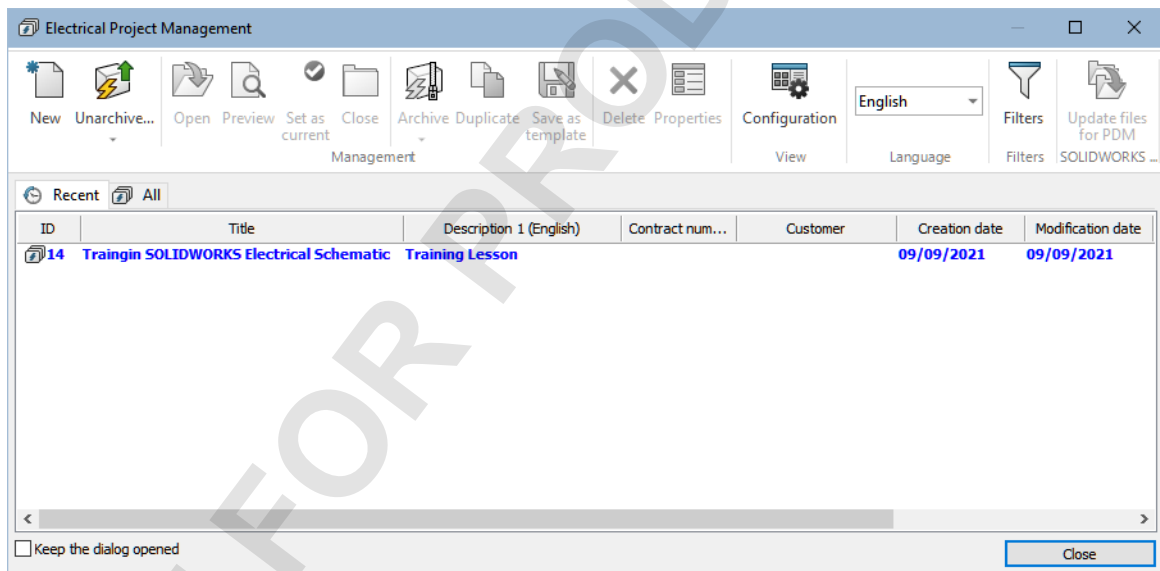 Electrical Project Management
New Unarchive... Open Preview Set as current Close Archive Duplicate Save as template Delete Properties Configuration English Filters Update files for PDM
Management View Language Filters SOLIDWORKS ...
Recent All
ID Title Description 1 (English) Contract num... Customer Creation date Modification date
14 Traingin SOLIDWORKS Electrical Schematic Training Lesson 09/09/2021 09/09/2021
Keep the dialog opened
Close
FOR PROD